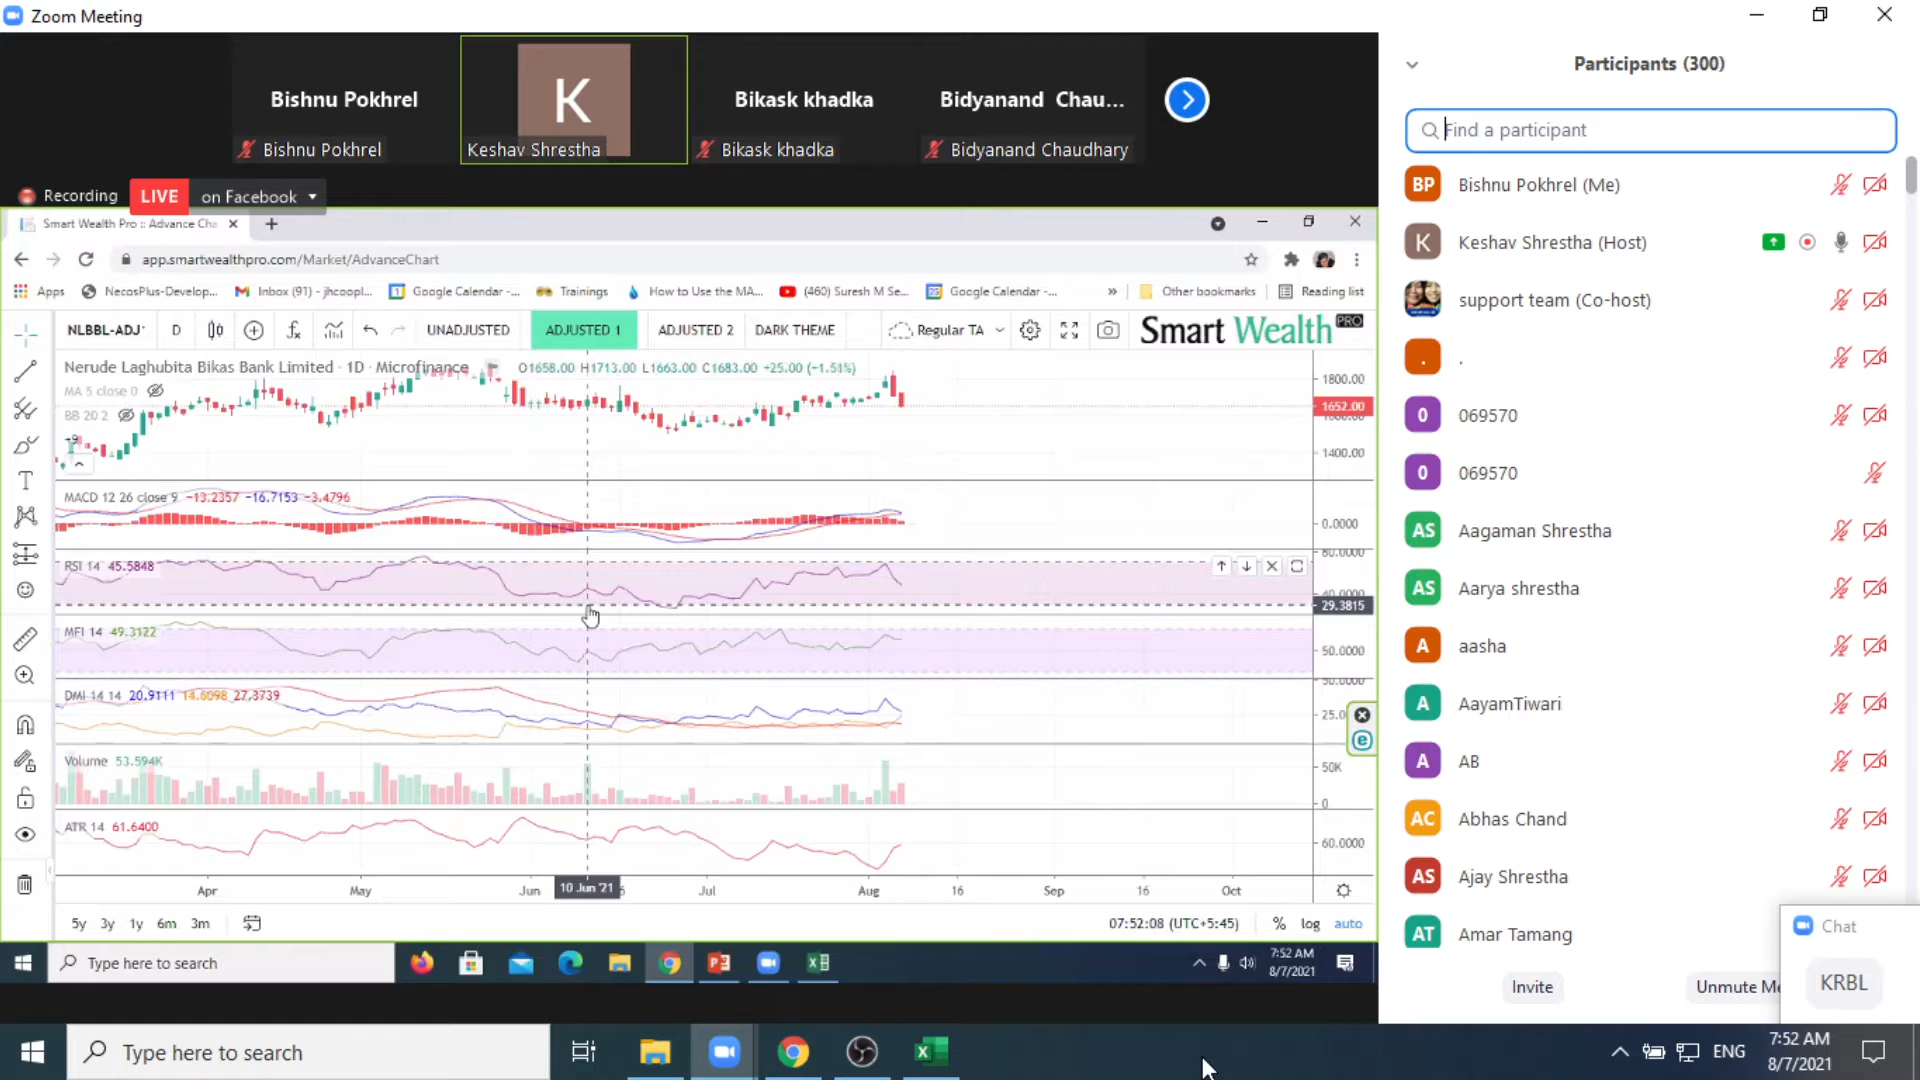 Zoom Meeting
Bishnu Pokhrel
K
Bikask khadka
Bidyanand Chau...
Bishnu Pokhrel
Keshav Shrestha
Bikask khadka
Bidyanand Chaudhary
Recording
LIVE
on Facebook
Smart Wealth Pro :: Advance Cha
app.smartwealthpro.com/Market/AdvanceChart
Apps
NecosPlus-Develop...
Inbox (91) - jhcoopl...
Google Calendar -...
Trainings
How to Use the MA...
(460) Suresh M Se...
Google Calendar -...
»
Other bookmarks
Reading list
NLBBL-ADJ
D
UNADJUSTED
ADJUSTED 1
ADJUSTED 2
DARK THEME
Regular TA
Smart Wealth PRO
Nerude Laghubita Bikas Bank Limited · 1D · Microfinance
O1658.00 H1713.00 L1663.00 C1683.00 +25.00 (+1.51%)
MA 5 close 0
BB 20 2
1800.00
1652.00
1400.00
MACD 12 26 close 9 -13.2357 -16.7153 -3.4796
0.0000
RSI 14 45.5848
80.0000
40.0000
29.3815
MFI 14 49.3122
50.0000
DMI 14 14 20.9111 14.6098 27.3739
50.0000
25.0
Volume 53.594K
50K
0
ATR 14 61.6400
60.0000
Apr
May
Jun
10 Jun '21
Jul
Aug
16
Sep
16
Oct
5y 3y 1y 6m 3m
07:52:08 (UTC+5:45)
% log auto
Type here to search
7:52 AM
8/7/2021
Participants (300)
Find a participant
BP Bishnu Pokhrel (Me)
K Keshav Shrestha (Host)
support team (Co-host)
. .
0 069570
0 069570
AS Aagaman Shrestha
AS Aarya shrestha
A aasha
A AayamTiwari
A AB
AC Abhas Chand
AS Ajay Shrestha
AT Amar Tamang
Invite
Unmute Me
Chat
KRBL
Type here to search
ENG
7:52 AM
8/7/2021